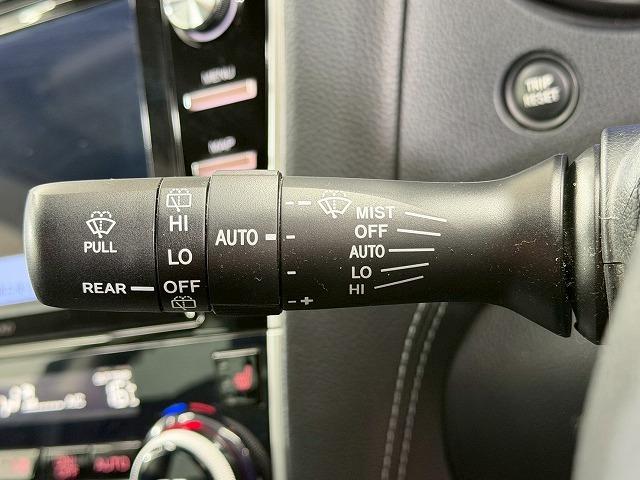 MENU
MAP
TRIP
RESET
PULL
REAR
HI
LO
OFF
AUTO
- +
MIST
OFF
AUTO
LO
HI
AUTO